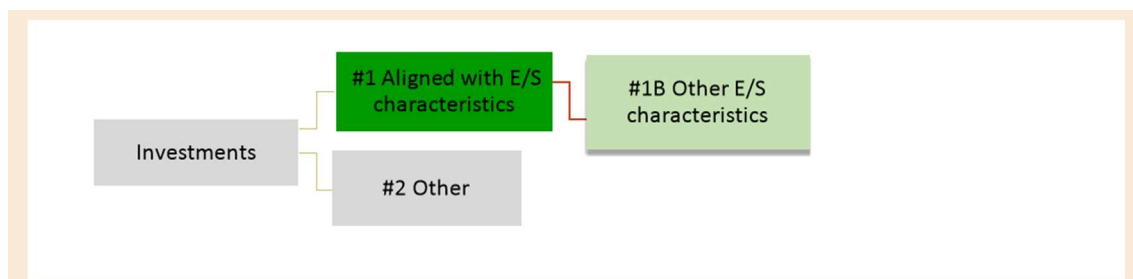 #1 Aligned with E/S
characteristics
#1B Other E/S
characteristics
Investments
#2 Other